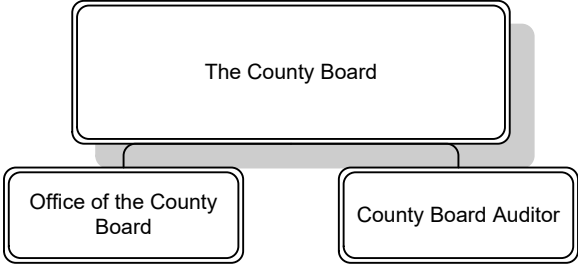 The County Board
Office of the County
Board
County Board Auditor